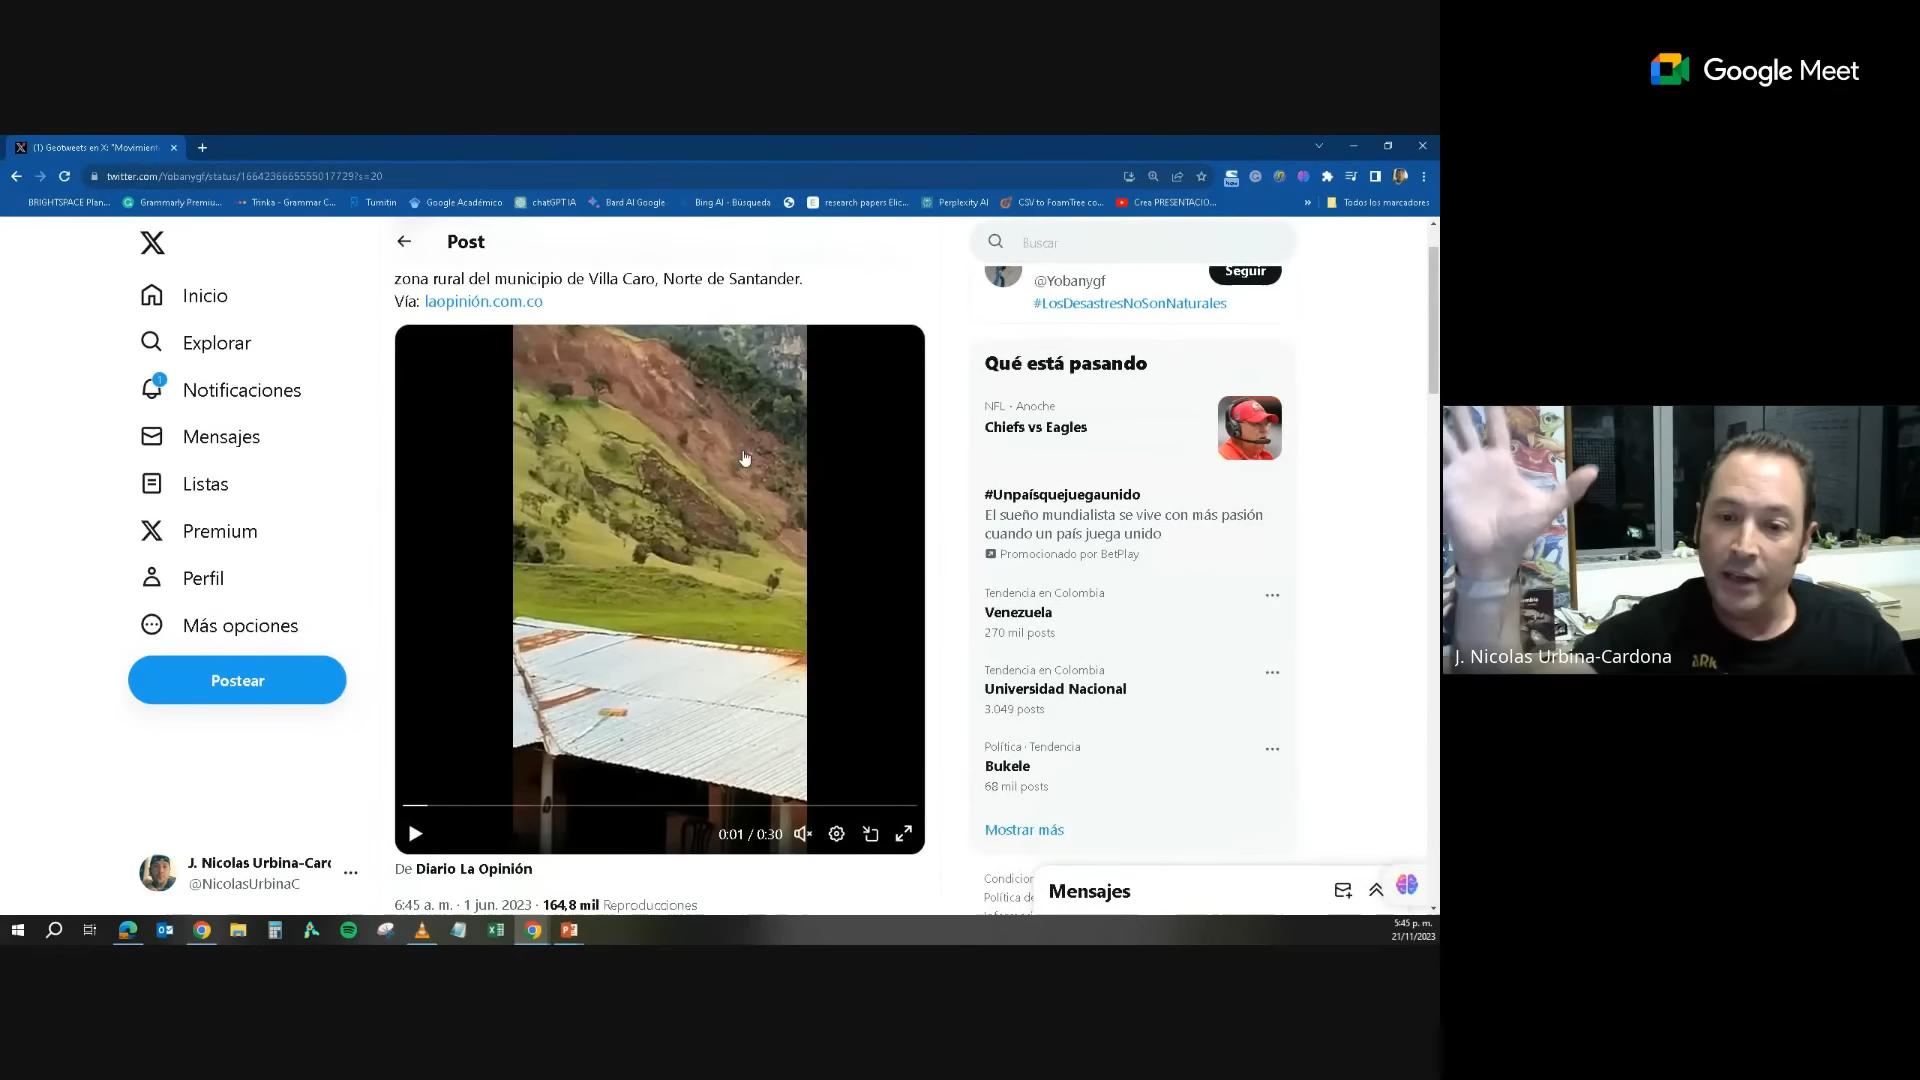 Google Meet
(1) Geotweets en X: "Movimient
twitter.com/Yobanygf/status/1664236665555017729?s=20
BRIGHTSPACE Plan...
Grammarly Premiu...
Trinka - Grammar C...
Turnitin
Google Académico
chatGPT IA
Bard AI Google
Bing AI - Búsqueda
research papers Elic...
Perplexity AI
CSV to FoamTree co...
Crea PRESENTACIO...
»
Todos los marcadores
Inicio
Explorar
1
Notificaciones
Mensajes
Listas
Premium
Perfil
Más opciones
Postear
J. Nicolas Urbina-Carc
@NicolasUrbinaC
Post
zona rural del municipio de Villa Caro, Norte de Santander.
Vía: laopinión.com.co
0:01 / 0:30
De Diario La Opinión
6:45 a. m. · 1 jun. 2023 · 164,8 mil Reproducciones
Buscar
@Yobanygf
Seguir
#LosDesastresNoSonNaturales
Qué está pasando
NFL · Anoche
Chiefs vs Eagles
#Unpaísquejuegaunido
El sueño mundialista se vive con más pasión
cuando un país juega unido
Promocionado por BetPlay
Tendencia en Colombia
Venezuela
270 mil posts
Tendencia en Colombia
Universidad Nacional
3.049 posts
Política · Tendencia
Bukele
68 mil posts
Mostrar más
Condicior
Política de
Mensajes
5:45 p. m.
21/11/2023
J. Nicolas Urbina-Cardona